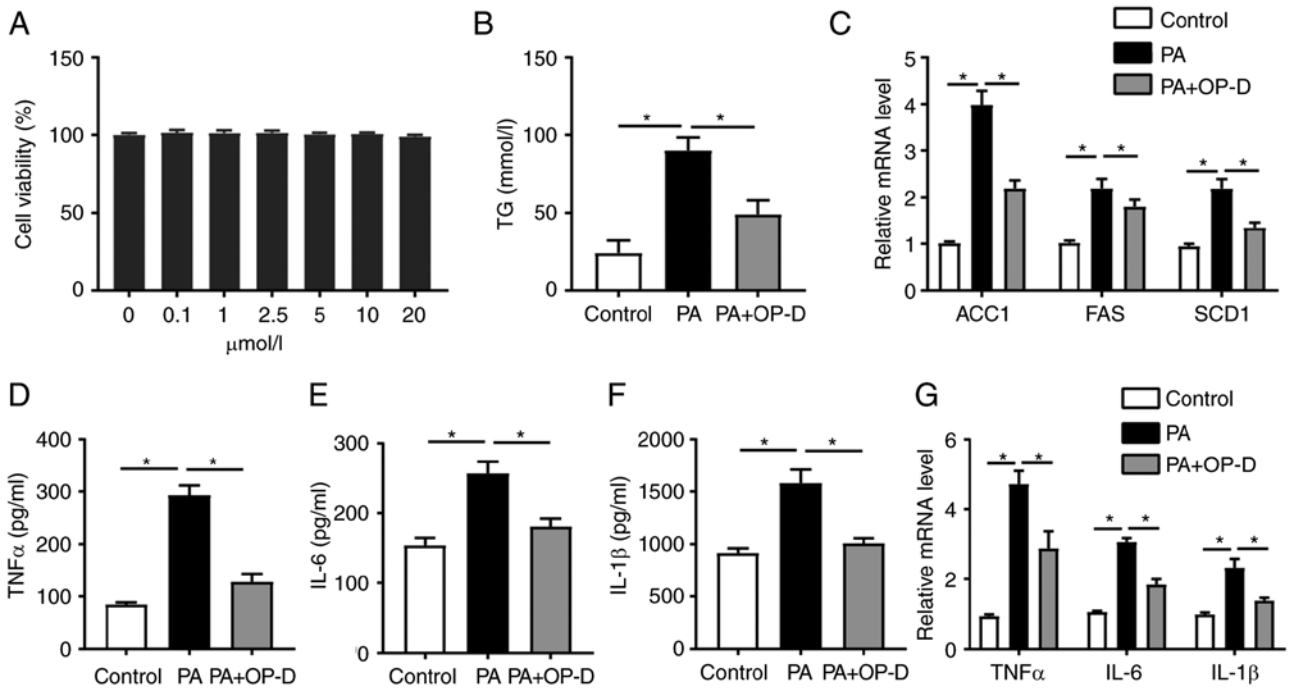 A
Cell viability (%)
150
100
50
0
0 0.1 1 2.5 5 10 20
μmol/l
B
TG (mmol/l)
150
100
50
0
* *
Control PA PA+OP-D
C
Control
PA
PA+OP-D
Relative mRNA level
5
4
3
2
1
0
* * * * * *
ACC1 FAS SCD1
D
TNFα (pg/ml)
400
300
200
100
0
* *
Control PA PA+OP-D
E
IL-6 (pg/ml)
300
200
100
0
* *
Control PA PA+OP-D
F
IL-1β (pg/ml)
2000
1500
1000
500
0
* *
Control PA PA+OP-D
G
Control
PA
PA+OP-D
Relative mRNA level
6
4
2
0
* * * * * *
TNFα IL-6 IL-1β